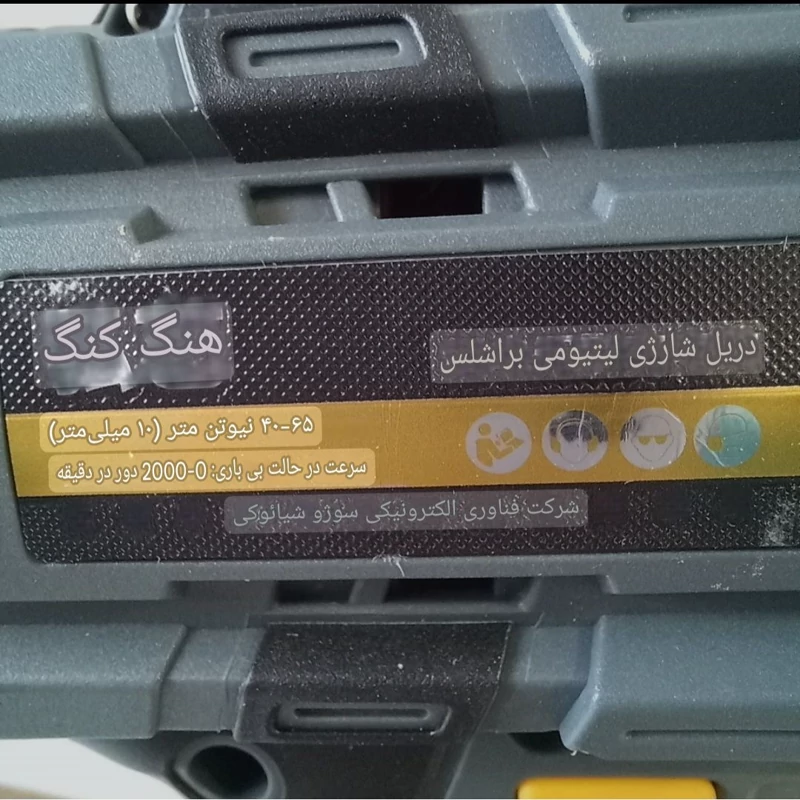 هنگ کنگ
دریل شارژی لیتیومی براشلس
۴۰-۶۵ نیوتن متر (۱۰ میلی‌متر)
سرعت در حالت بی باری: 0-2000 دور در دقیقه
شرکت فناوری الکترونیکی سوژو شیائوکی